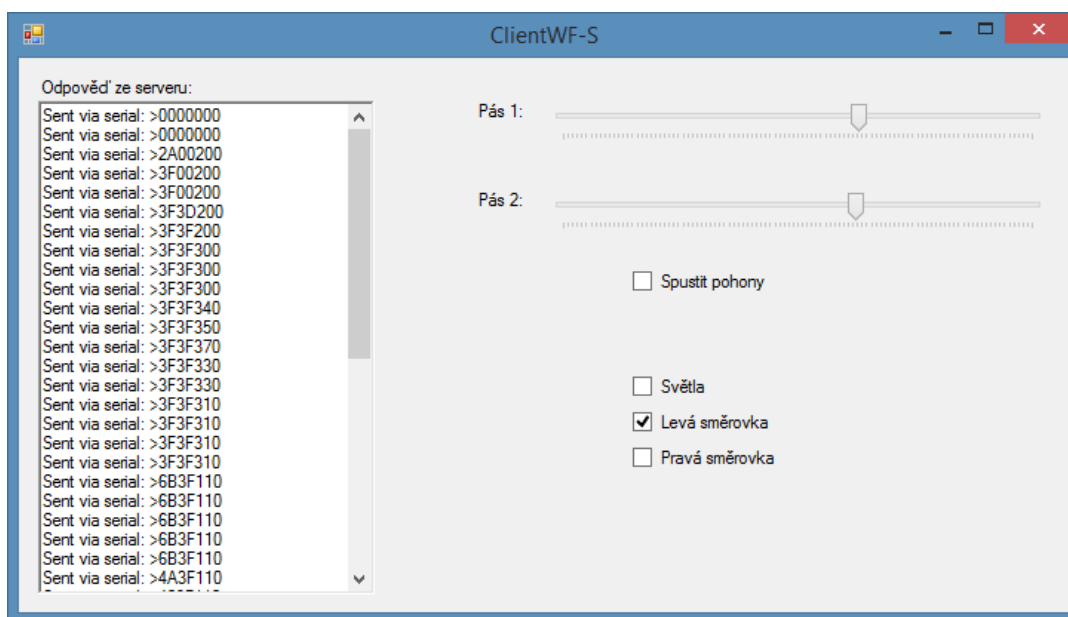 ClientWF-S
Odpověď ze serveru:
Sent via serial: >0000000
Sent via serial: >0000000
Sent via serial: >2A00200
Sent via serial: >3F00200
Sent via serial: >3F00200
Sent via serial: >3F3D200
Sent via serial: >3F3F200
Sent via serial: >3F3F300
Sent via serial: >3F3F300
Sent via serial: >3F3F300
Sent via serial: >3F3F340
Sent via serial: >3F3F350
Sent via serial: >3F3F370
Sent via serial: >3F3F330
Sent via serial: >3F3F330
Sent via serial: >3F3F310
Sent via serial: >3F3F310
Sent via serial: >3F3F310
Sent via serial: >3F3F310
Sent via serial: >6B3F110
Sent via serial: >6B3F110
Sent via serial: >6B3F110
Sent via serial: >6B3F110
Sent via serial: >6B3F110
Sent via serial: >4A3F110
Pás 1:
Pás 2:
Spustit pohony
Světla
Levá směrovka
Pravá směrovka